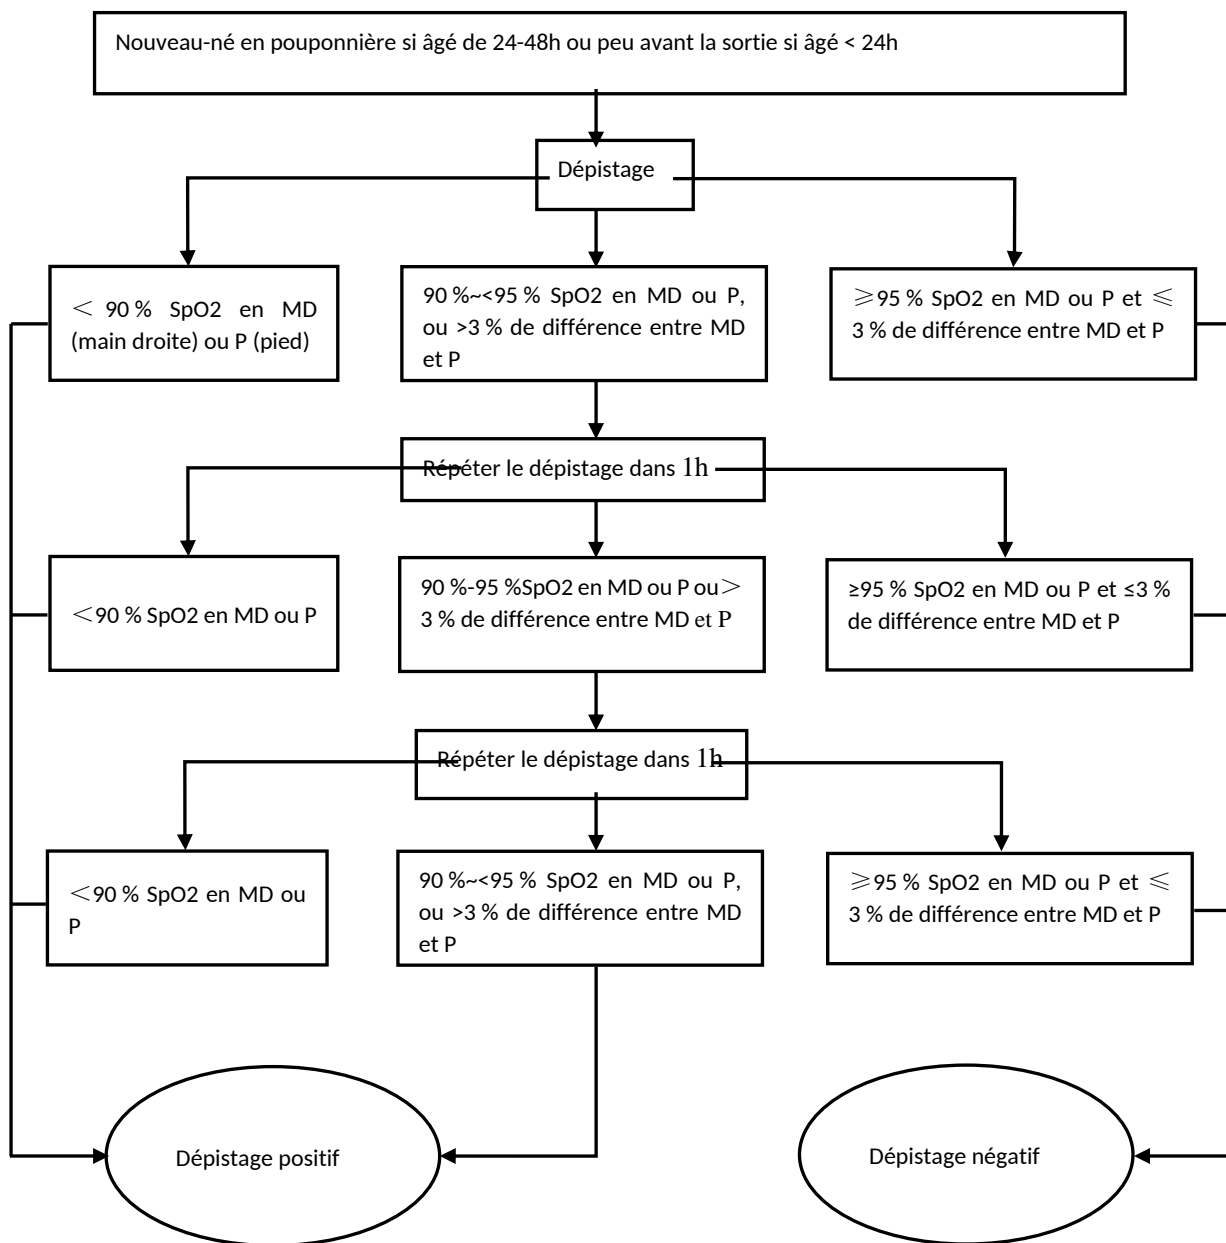 Nouveau-né en pouponnière si âgé de 24-48h ou peu avant la sortie si âgé < 24h
Dépistage
＜ 90 % SpO2 en MD
(main droite) ou P (pied)
90 %~<95 % SpO2 en MD ou P,
ou >3 % de différence entre MD
et P
≥95 % SpO2 en MD ou P et ≤
3 % de différence entre MD et P
Répéter le dépistage dans 1h
＜90 % SpO2 en MD ou P
90 %-95 %SpO2 en MD ou P ou＞
3 % de différence entre MD et P
≥95 % SpO2 en MD ou P et ≤3 %
de différence entre MD et P
Répéter le dépistage dans 1h
＜90 % SpO2 en MD ou
P
90 %~<95 % SpO2 en MD ou P,
ou >3 % de différence entre MD
et P
≥95 % SpO2 en MD ou P et ≤
3 % de différence entre MD et P
Dépistage positif
Dépistage négatif